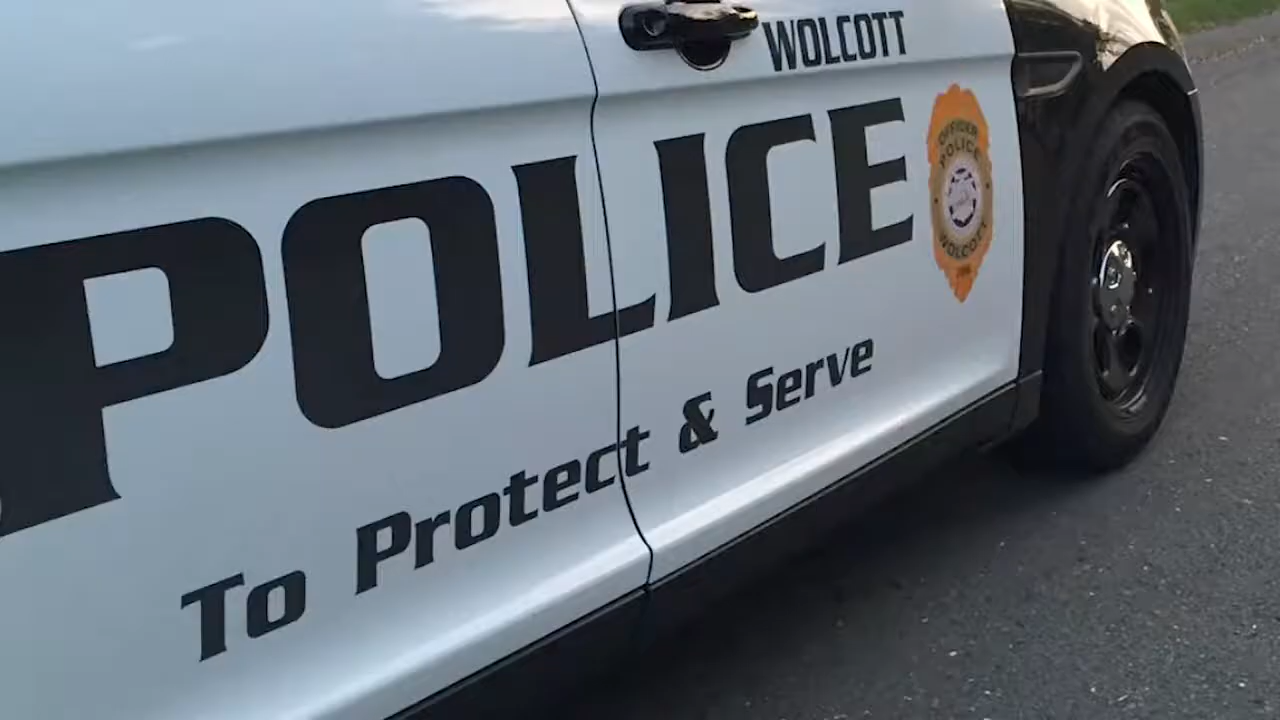 WOLCOTT
POLICE
To Protect & Serve
OFFICER
POLICE
WOLCOTT